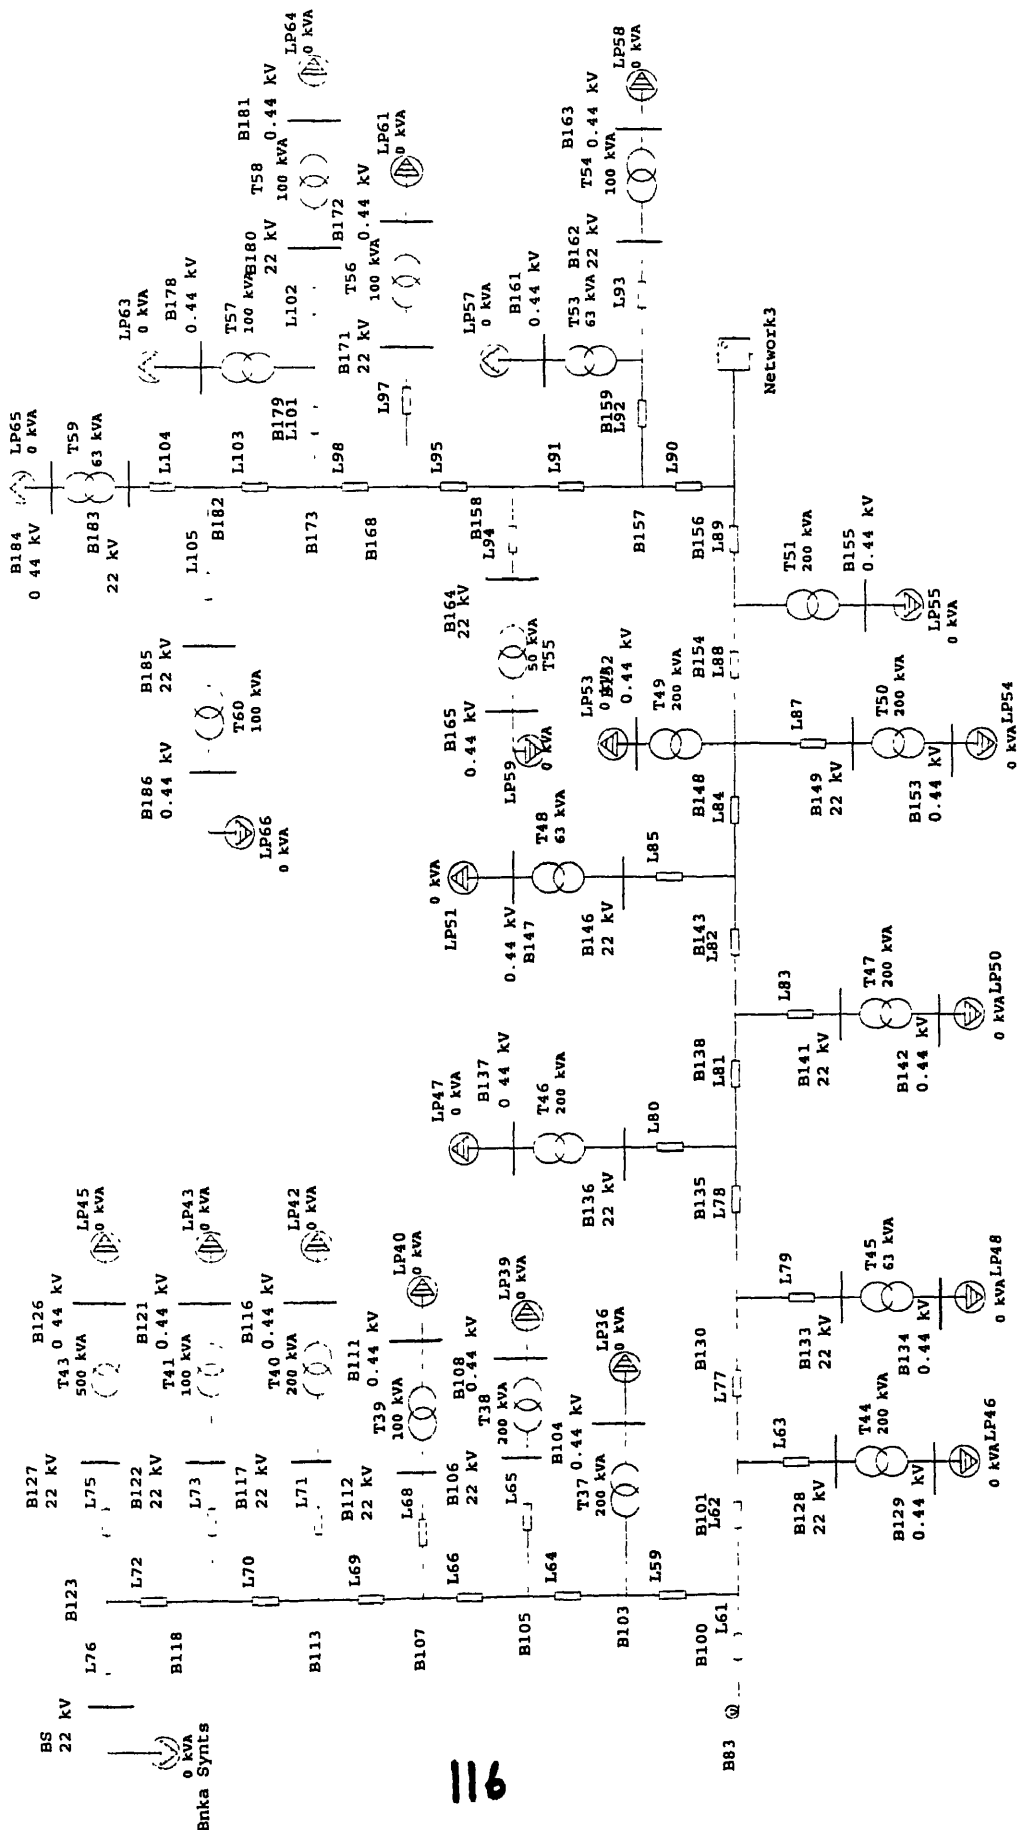 BS
22 kV
0 kVA
Bnka Synts
L76
B123
L72
B118
L70
B113
L69
B107
L66
B105
L64
B103
L59
B100
L61
B83
B127
22 kV
L75
T43
500 kVA
B126
0 44 kV
LP45
0 kVA
B122
22 kV
L73
T41
100 kVA
B121
0.44 kV
LP43
0 kVA
B117
22 kV
L71
T40
200 kVA
B116
0.44 kV
LP42
0 kVA
B112
22 kV
L68
T39
100 kVA
B111
0.44 kV
LP40
0 kVA
B106
22 kV
L65
T38
200 kVA
B108
0.44 kV
LP39
0 kVA
T37
200 kVA
B104
0.44 kV
LP36
0 kVA
B101
L62
L63
B128
22 kV
T44
200 kVA
B129
0.44 kV
0 kVA LP46
L77
B130
L79
B133
22 kV
T45
63 kVA
B134
0.44 kV
0 kVA LP48
B135
L78
L80
B136
22 kV
T46
200 kVA
B137
0 44 kV
LP47
0 kVA
B138
L81
L83
B141
22 kV
T47
200 kVA
B142
0.44 kV
0 kVA LP50
B143
L82
L85
B146
22 kV
T48
63 kVA
0.44 kV
B147
LP51
0 kVA
B148
L84
T49
200 kVA
B152
0.44 kV
LP53
0 kVA
L87
B149
22 kV
T50
200 kVA
B153
0.44 kV
0 kVA LP54
B154
L88
T51
200 kVA
B155
0.44 kV
LP55
0 kVA
B156
L89
Network3
L90
B157
B159
L92
T53
63 kVA
B161
0.44 kV
LP57
0 kVA
L93
B162
22 kV
T54
100 kVA
B163
0.44 kV
LP58
0 kVA
L91
B158
L94
B164
22 kV
50 kVA
T55
B165
0.44 kV
LP59
0 kVA
L95
B168
L97
B171
22 kV
T56
100 kVA
B172
0.44 kV
LP61
0 kVA
L98
B173
B179
L101
T57
100 kVA
B178
0.44 kV
LP63
0 kVA
L102
B180
22 kV
T58
100 kVA
B181
0.44 kV
LP64
0 kVA
L103
B182
L105
B185
22 kV
T60
100 kVA
B186
0.44 kV
LP66
0 kVA
L104
B183
22 kV
T59
63 kVA
B184
0 44 kV
LP65
0 kVA
116